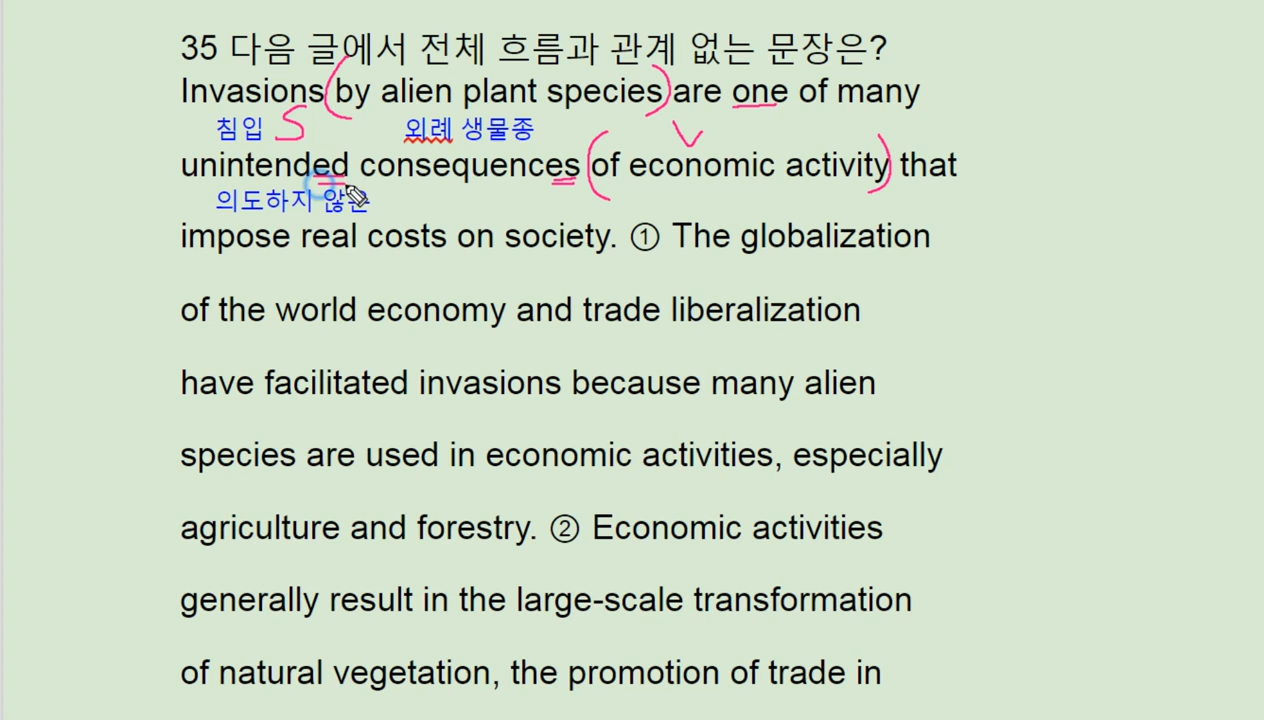 35 다음 글에서 전체 흐름과 관계 없는 문장은?
Invasions by alien plant species are one of many
침입 S 외례 생물종 V
unintended consequences of economic activity that
의도하지 않은
impose real costs on society. ① The globalization
of the world economy and trade liberalization
have facilitated invasions because many alien
species are used in economic activities, especially
agriculture and forestry. ② Economic activities
generally result in the large-scale transformation
of natural vegetation, the promotion of trade in